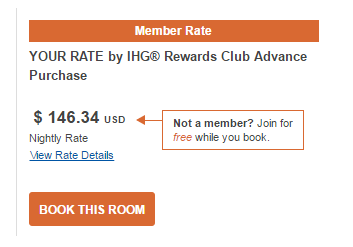 Member Rate
YOUR RATE by IHG® Rewards Club Advance
Purchase
$ 146.34 USD
Not a member? Join for
free while you book.
Nightly Rate
View Rate Details
BOOK THIS ROOM